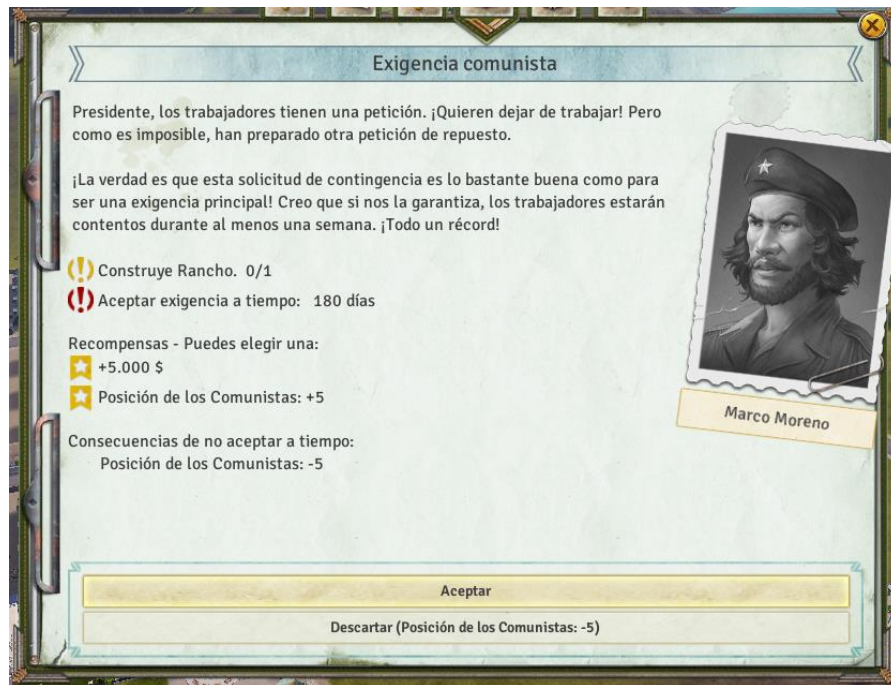 Exigencia comunista
Presidente, los trabajadores tienen una petición. ¡Quieren dejar de trabajar! Pero
como es imposible, han preparado otra petición de repuesto.
¡La verdad es que esta solicitud de contingencia es lo bastante buena como para
ser una exigencia principal! Creo que si nos la garantiza, los trabajadores estarán
contentos durante al menos una semana. ¡Todo un récord!
Construye Rancho. 0/1
Aceptar exigencia a tiempo: 180 días
Recompensas - Puedes elegir una:
+5.000 $
Posición de los Comunistas: +5
Marco Moreno
Consecuencias de no aceptar a tiempo:
Posición de los Comunistas: -5
Aceptar
Descartar (Posición de los Comunistas: -5)